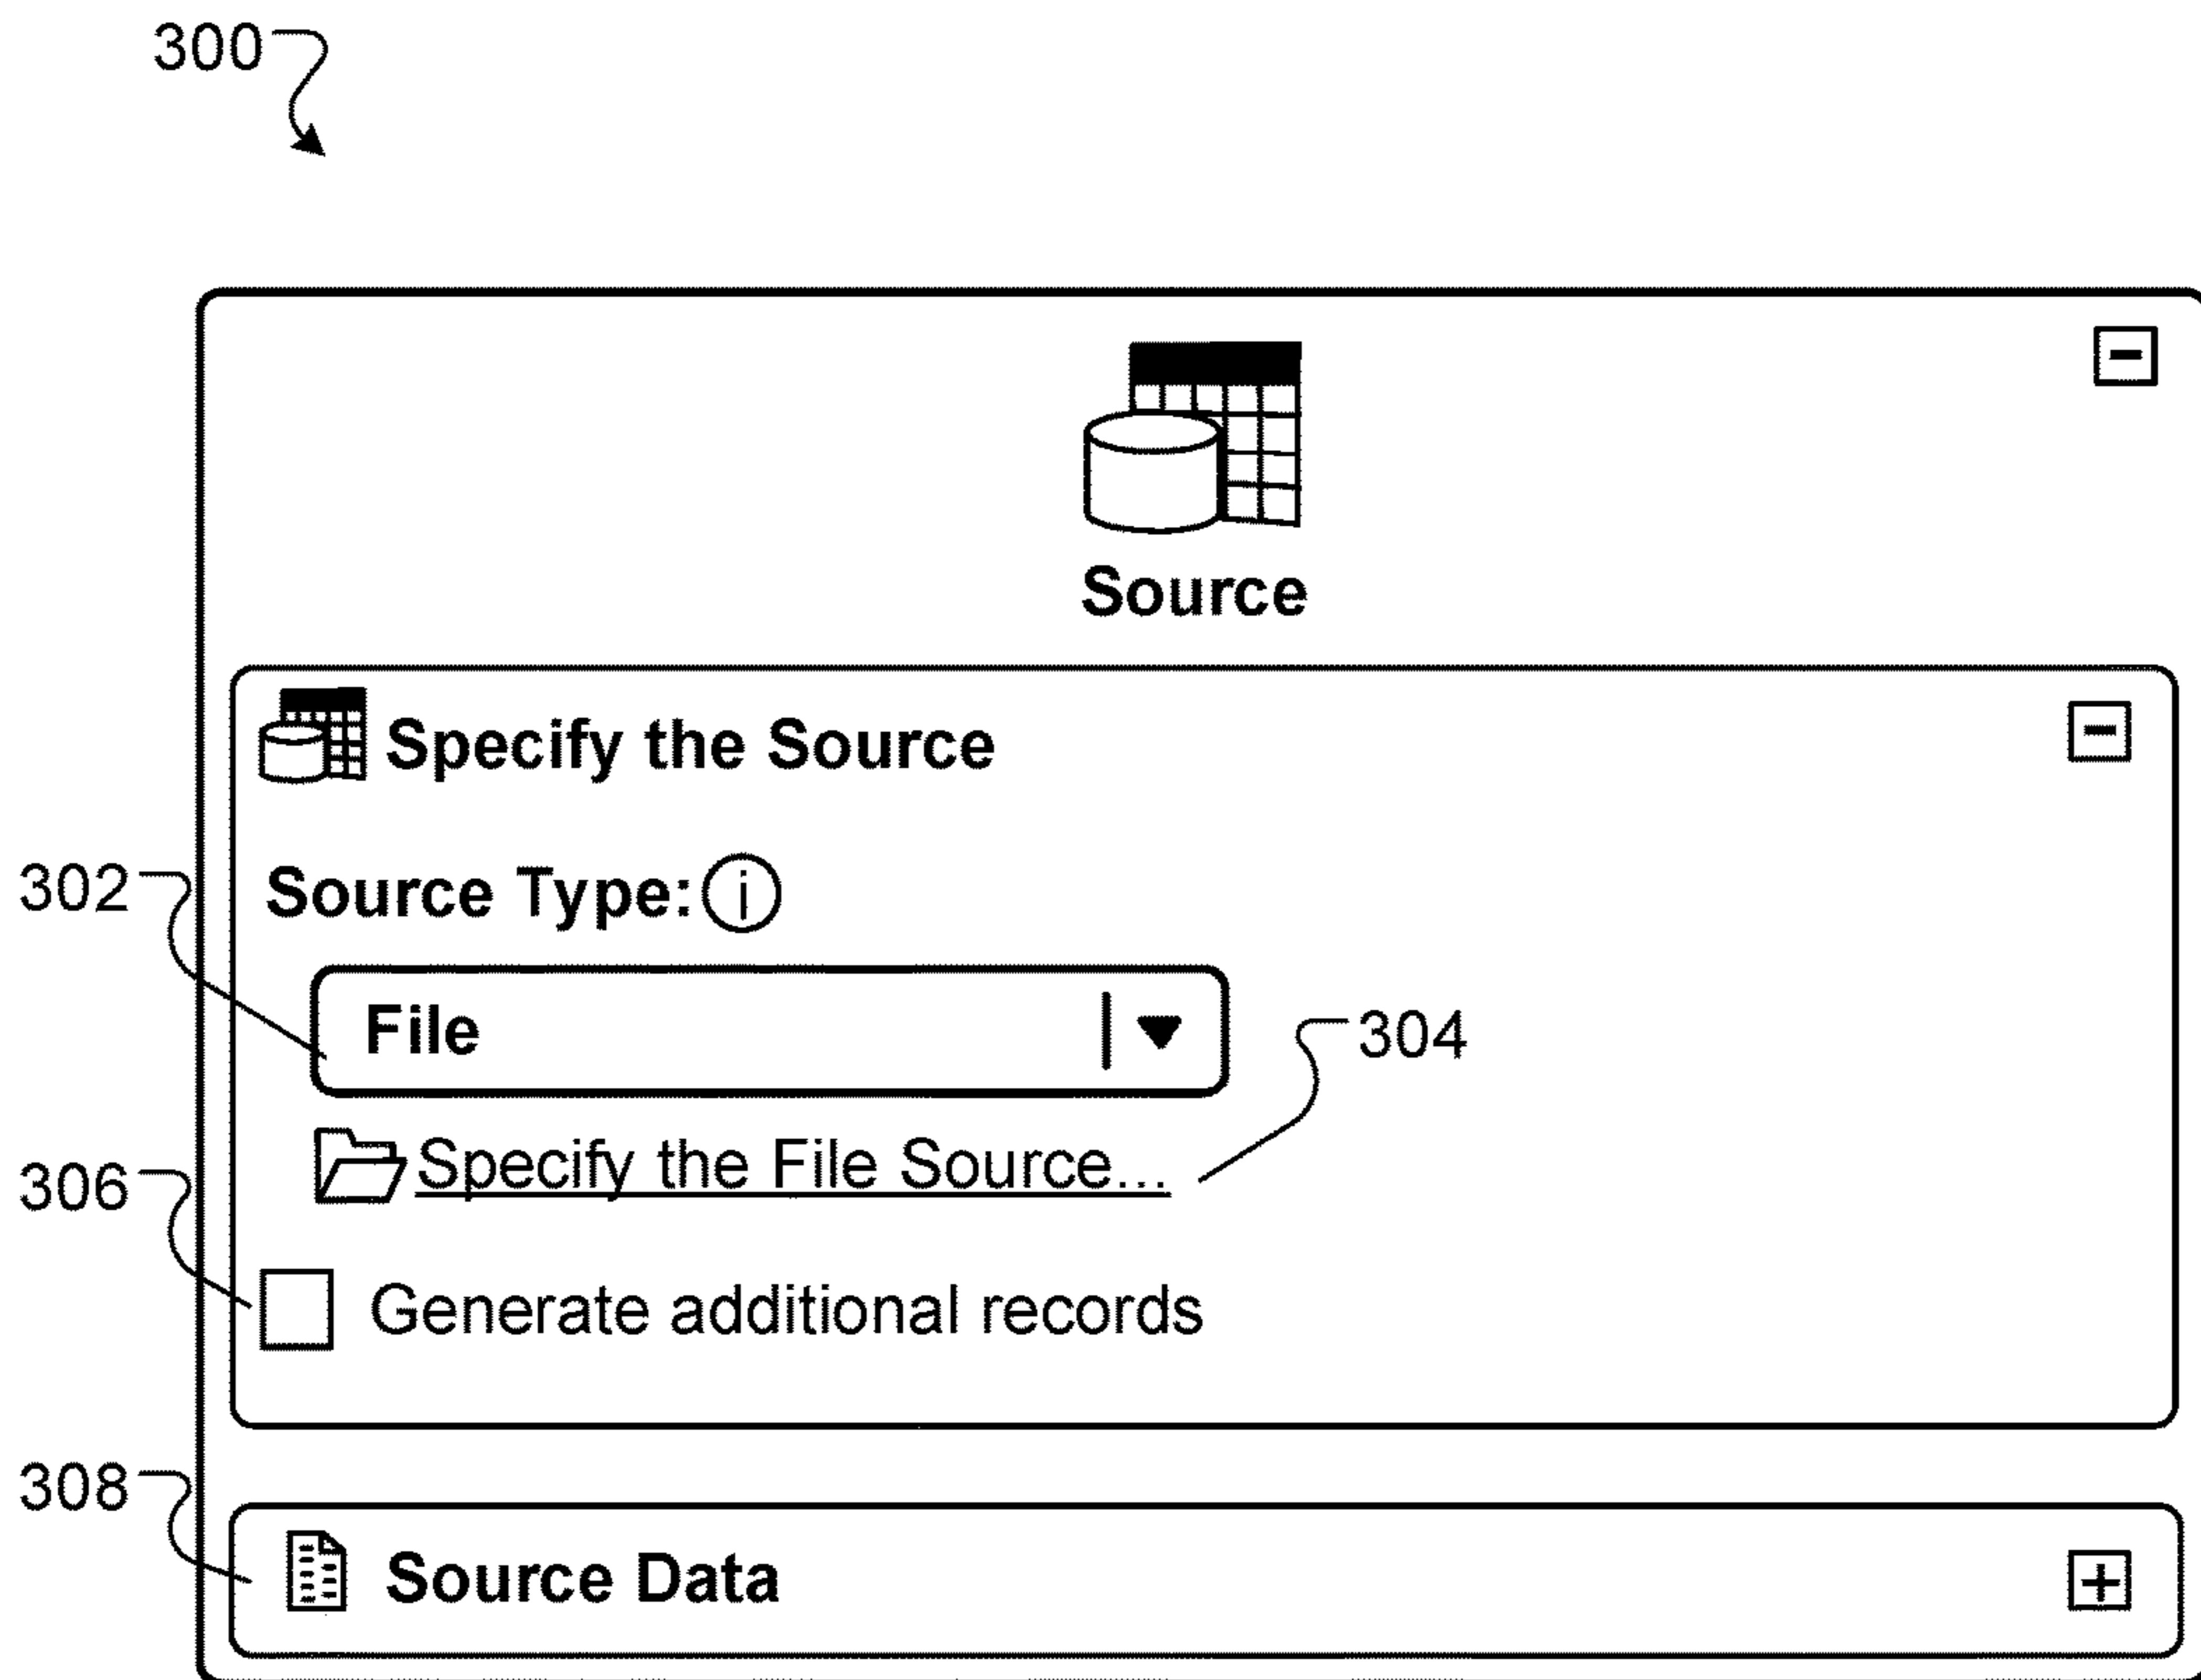 300
Source
Specify the Source
302
Source Type: i
File
304
Specify the File Source...
306
Generate additional records
308
Source Data